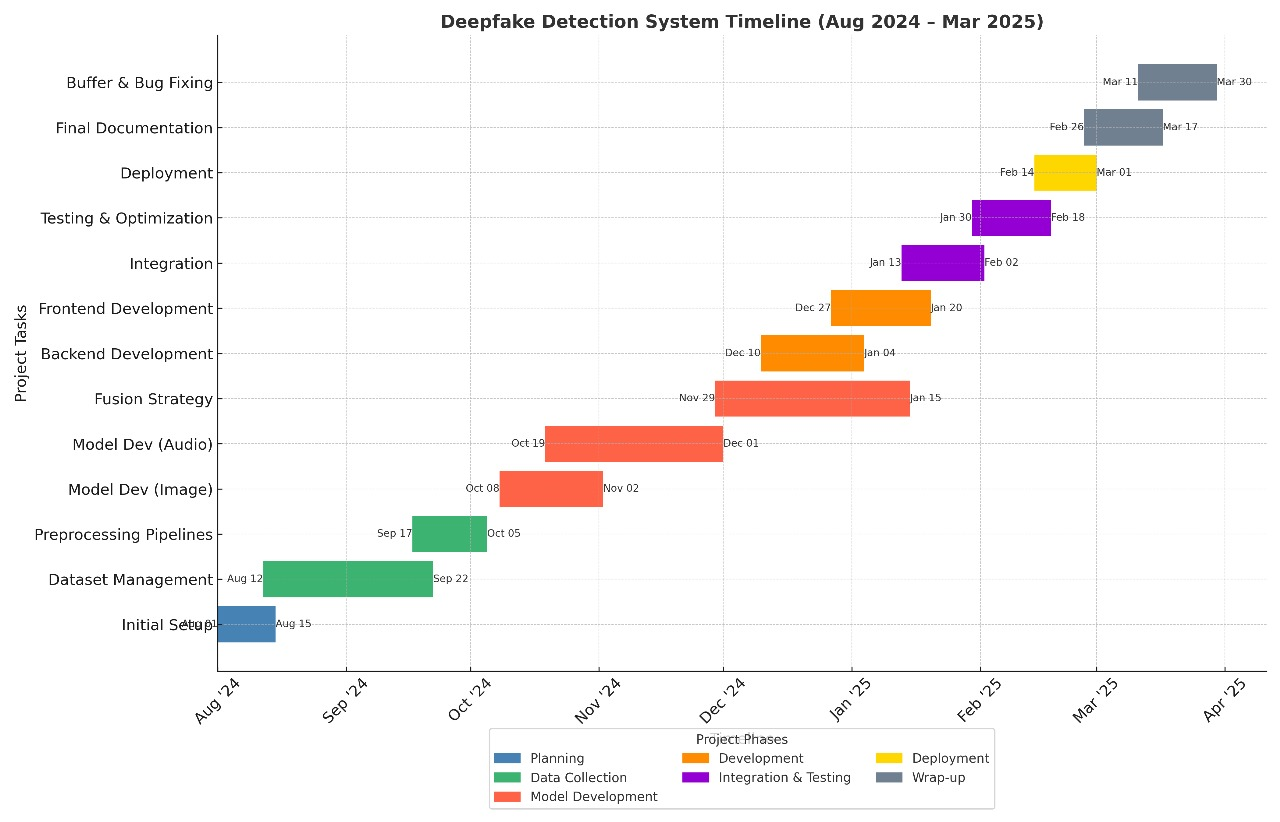 Deepfake Detection System Timeline (Aug 2024 – Mar 2025)
Project Tasks
Buffer & Bug Fixing
Mar 11
Mar 30
Final Documentation
Feb 26
Mar 17
Deployment
Feb 14
Mar 01
Testing & Optimization
Jan 30
Feb 18
Integration
Jan 13
Feb 02
Frontend Development
Dec 27
Jan 20
Backend Development
Dec 10
Jan 04
Fusion Strategy
Nov 29
Jan 15
Model Dev (Audio)
Oct 19
Dec 01
Model Dev (Image)
Oct 08
Nov 02
Preprocessing Pipelines
Sep 17
Oct 05
Dataset Management
Aug 12
Sep 22
Initial Setup
Aug 01
Aug 15
Aug '24
Sep '24
Oct '24
Nov '24
Dec '24
Jan '25
Feb '25
Mar '25
Apr '25
Project Phases
Planning
Data Collection
Model Development
Development
Integration & Testing
Deployment
Wrap-up